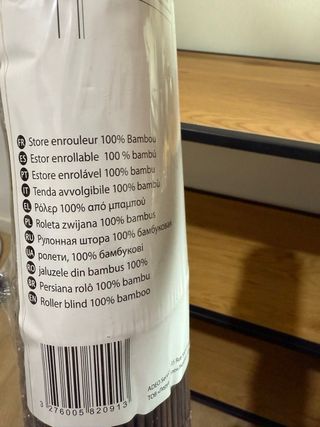 FR Store enrouleur 100% Bambou
ES Estor enrollable 100 % bambú
PT Estor enrolável 100% bambu
IT Tenda avvolgibile 100% bambù
EL Ρόλερ 100% από μπαμπού
PL Roleta zwijana 100% bambus
RU Рулонная штора 100% бамбуковая
UA ролети, 100% бамбукові
RO jaluzele din bambus 100%
BR Persiana rolô 100% bambu
EN Roller blind 100% bamboo
ADEO
3 276005 820913